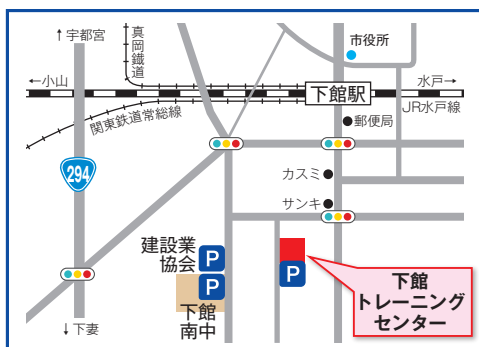 ↑宇都宮
真岡鐵道
市役所
←小山
水戸→
下館駅
JR水戸線
関東鉄道常総線
郵便局
294
カスミ
サンキ
建設業
協会
P
P
下館
南中
P
下館
トレーニング
センター
↓下妻